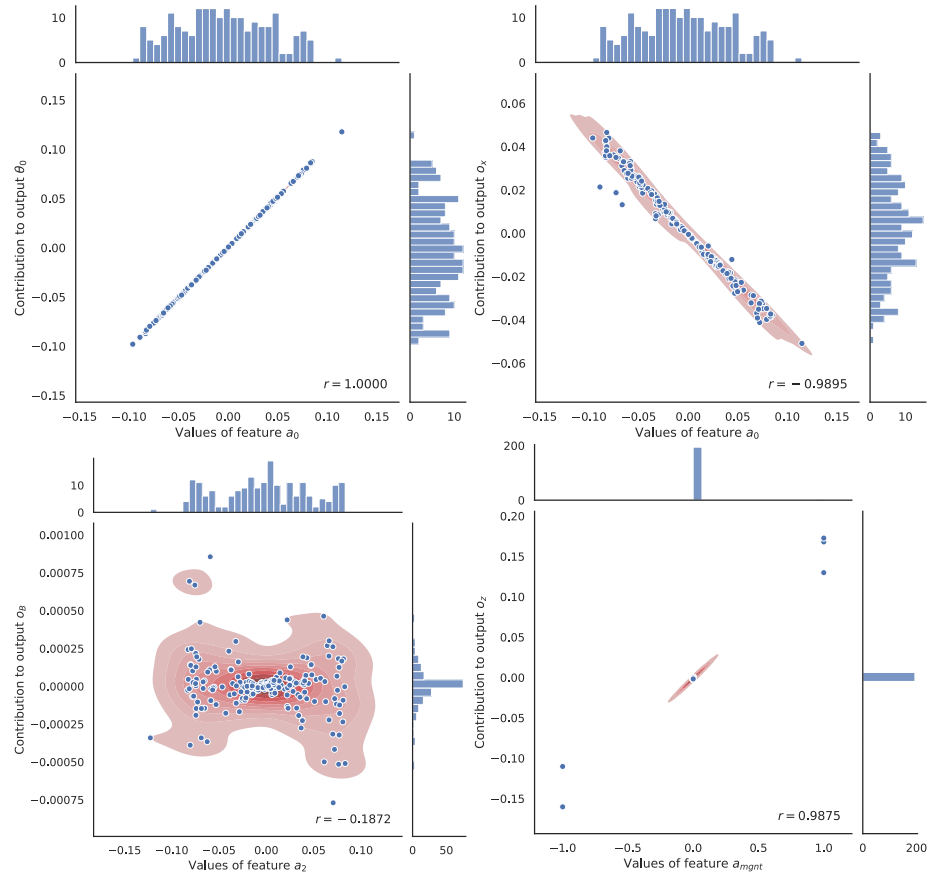 10
0
Contribution to output θ₀
0.15
0.10
0.05
0.00
−0.05
−0.10
−0.15
r = 1.0000
−0.15 −0.10 −0.05 0.00 0.05 0.10 0.15
Values of feature a₀
0 10
10
0
Contribution to output oₓ
0.06
0.04
0.02
0.00
−0.02
−0.04
−0.06
r = −0.9895
−0.15 −0.10 −0.05 0.00 0.05 0.10 0.15
Values of feature a₀
0 10
10
0
Contribution to output o_B
0.00100
0.00075
0.00050
0.00025
0.00000
−0.00025
−0.00050
−0.00075
r = −0.1872
−0.15 −0.10 −0.05 0.00 0.05 0.10 0.15
Values of feature a₂
0 50
200
100
0
Contribution to output o_z
0.20
0.15
0.10
0.05
0.00
−0.05
−0.10
−0.15
r = 0.9875
−1.0 −0.5 0.0 0.5 1.0
Values of feature a_mgnt
0 200